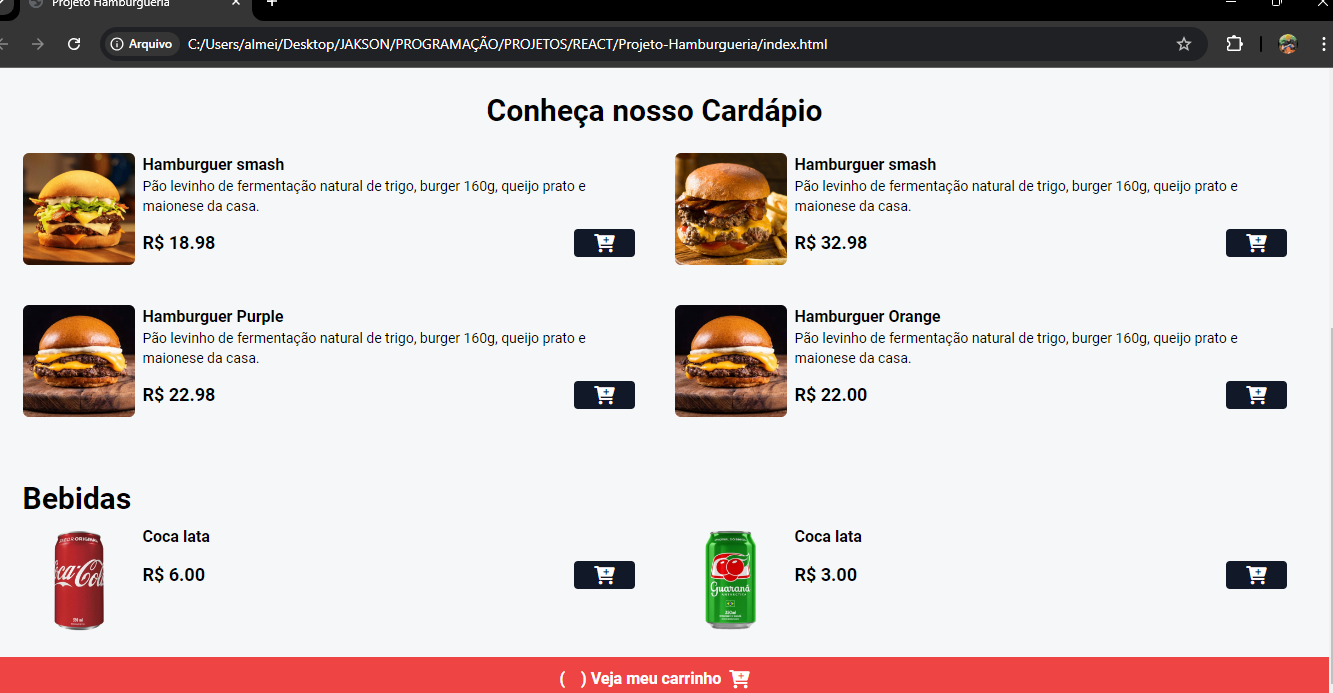 Projeto Hamburgueria
Arquivo C:/Users/almei/Desktop/JAKSON/PROGRAMAÇÃO/PROJETOS/REACT/Projeto-Hamburgueria/index.html
Conheça nosso Cardápio
Hamburguer smash
Pão levinho de fermentação natural de trigo, burger 160g, queijo prato e
maionese da casa.
R$ 18.98
Hamburguer smash
Pão levinho de fermentação natural de trigo, burger 160g, queijo prato e
maionese da casa.
R$ 32.98
Hamburguer Purple
Pão levinho de fermentação natural de trigo, burger 160g, queijo prato e
maionese da casa.
R$ 22.98
Hamburguer Orange
Pão levinho de fermentação natural de trigo, burger 160g, queijo prato e
maionese da casa.
R$ 22.00
Bebidas
Coca lata
R$ 6.00
Coca lata
R$ 3.00
Guaraná
( ) Veja meu carrinho